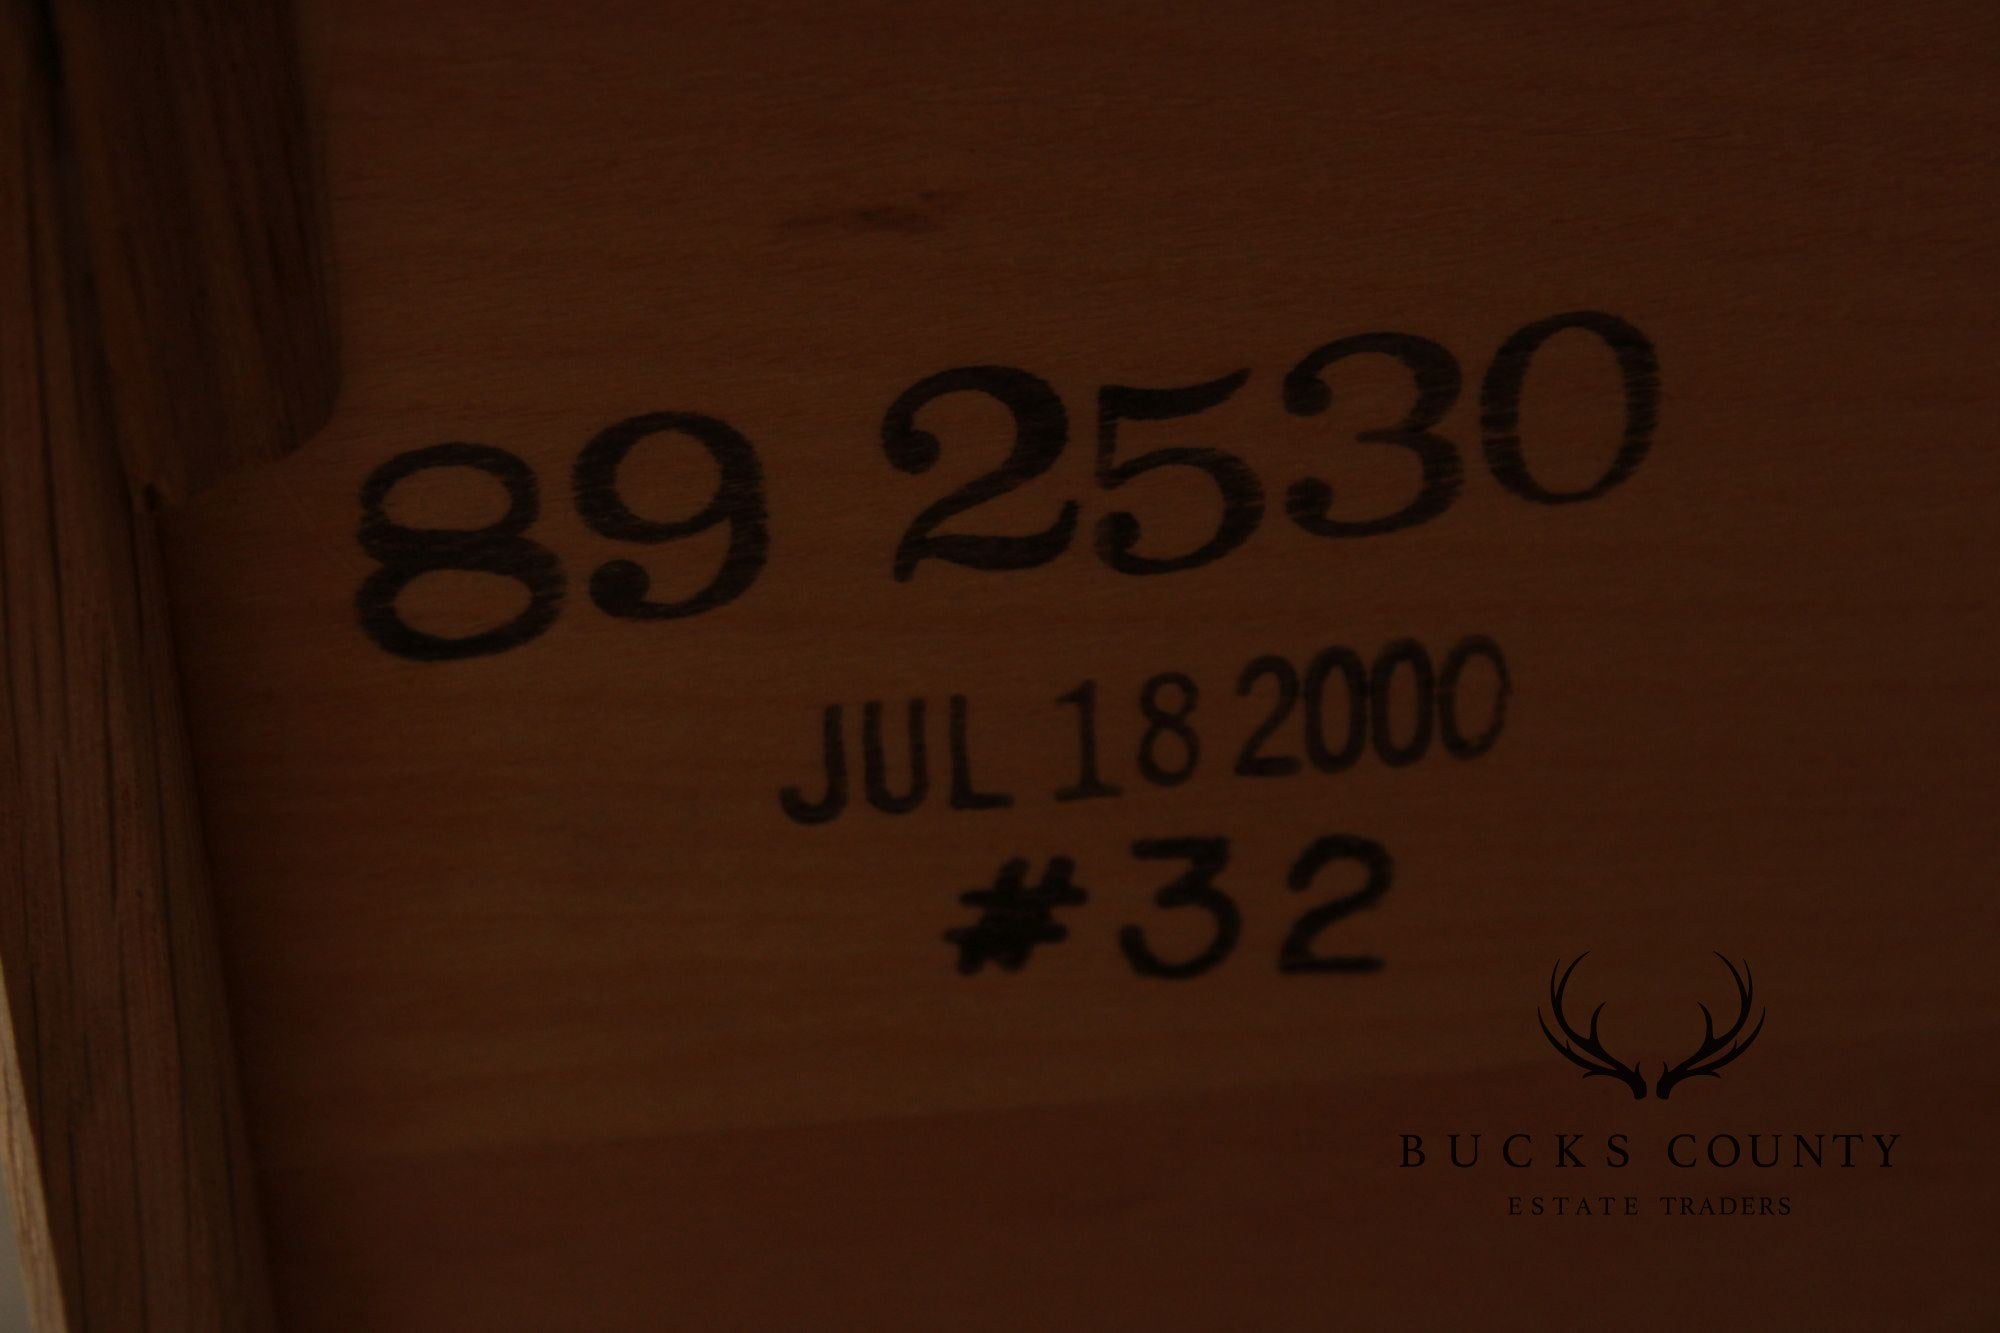 89 2530
JUL 18 2000
#32
BUCKS COUNTY
ESTATE TRADERS